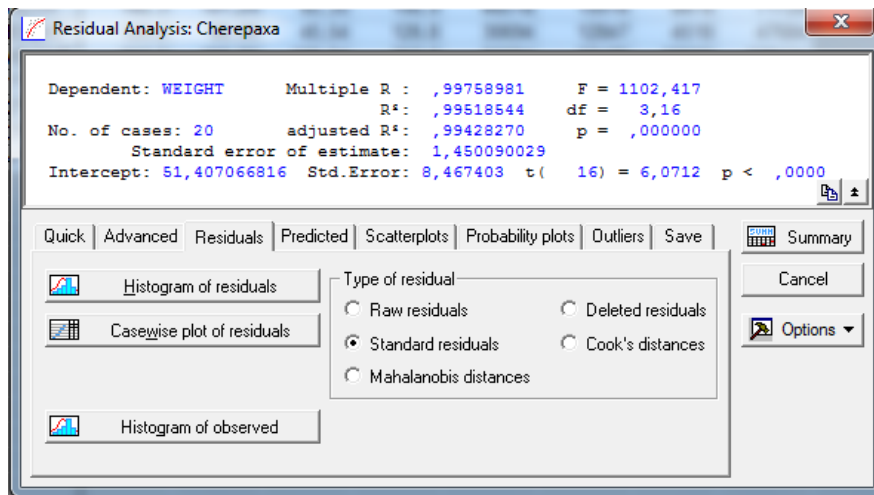 Residual Analysis: Cherepaxa
Dependent: WEIGHT Multiple R : ,99758981 F = 1102,417
R²: ,99518544 df = 3,16
No. of cases: 20 adjusted R²: ,99428270 p = ,000000
Standard error of estimate: 1,450090029
Intercept: 51,407066816 Std.Error: 8,467403 t( 16) = 6,0712 p < ,0000
Quick Advanced Residuals Predicted Scatterplots Probability plots Outliers Save
Summary
Cancel
Options
Histogram of residuals
Casewise plot of residuals
Histogram of observed
Type of residual
Raw residuals Deleted residuals
Standard residuals Cook's distances
Mahalanobis distances